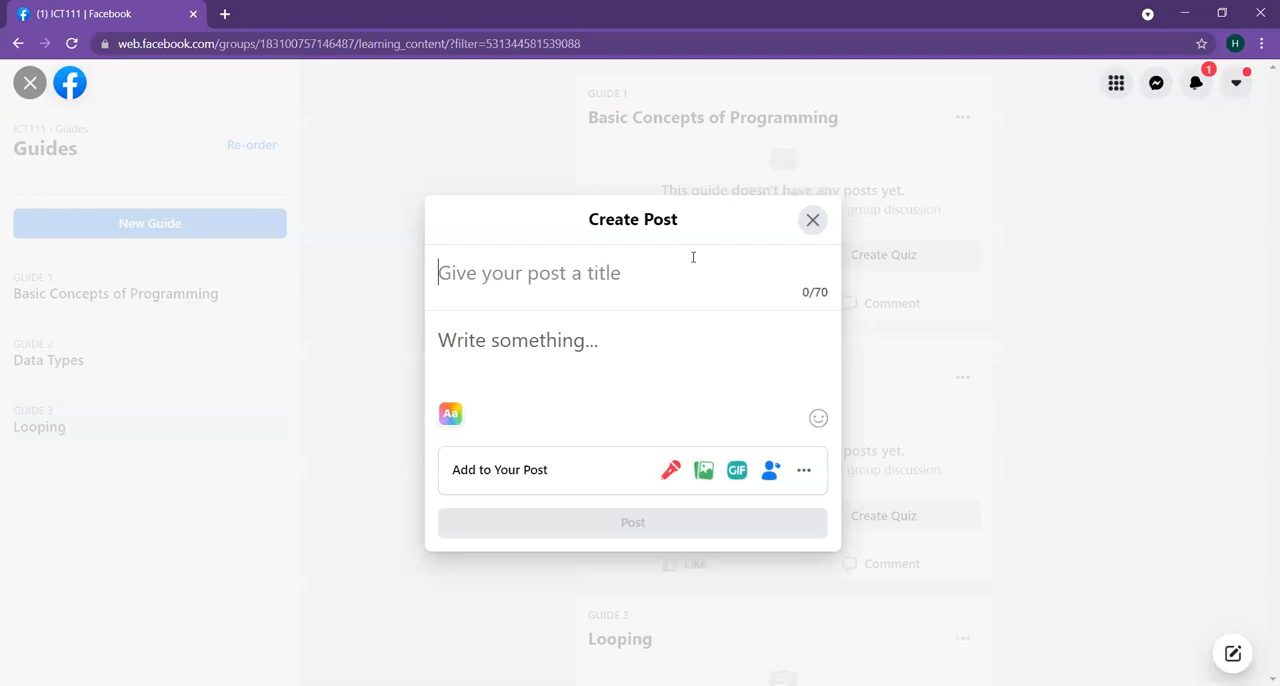 (1) ICT111 | Facebook
web.facebook.com/groups/183100757146487/learning_content/?filter=531344581539088
H
1
ICT111 › Guides
Guides
Re-order
New Guide
GUIDE 1
Basic Concepts of Programming
GUIDE 2
Data Types
GUIDE 3
Looping
GUIDE 1
Basic Concepts of Programming
This guide doesn't have any posts yet.
group discussion
Create Quiz
Comment
Create Post
Give your post a title
0/70
Write something...
Aa
Add to Your Post
GIF
Post
posts yet.
group discussion.
Create Quiz
Like
Comment
GUIDE 3
Looping